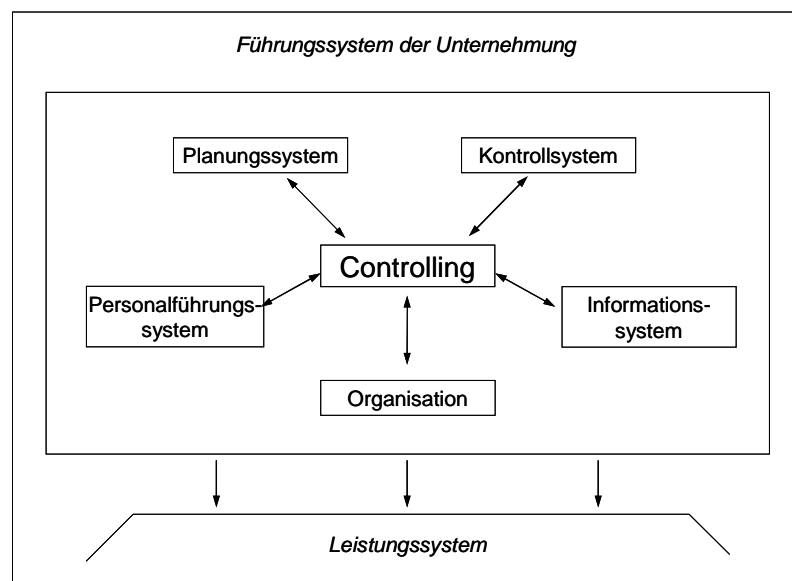 Führungssystem der Unternehmung
Planungssystem
Kontrollsystem
Controlling
Personalführungs-
system
Informations-
system
Organisation
Leistungssystem